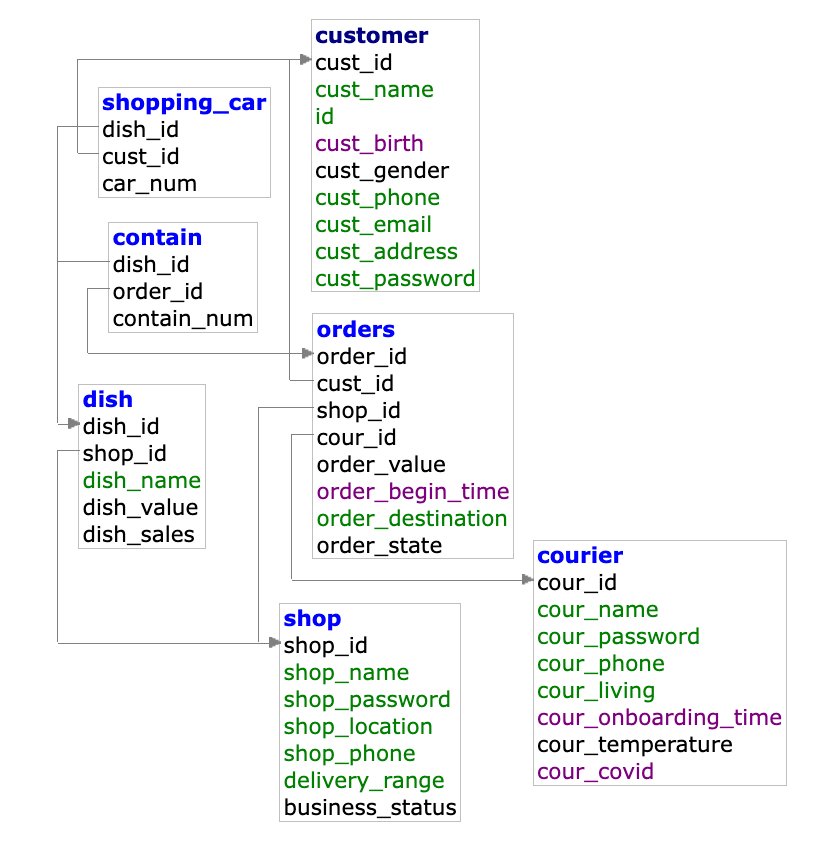 customer
cust_id
cust_name
id
cust_birth
cust_gender
cust_phone
cust_email
cust_address
cust_password
shopping_car
dish_id
cust_id
car_num
contain
dish_id
order_id
contain_num
orders
order_id
cust_id
shop_id
cour_id
order_value
order_begin_time
order_destination
order_state
dish
dish_id
shop_id
dish_name
dish_value
dish_sales
courier
cour_id
cour_name
cour_password
cour_phone
cour_living
cour_onboarding_time
cour_temperature
cour_covid
shop
shop_id
shop_name
shop_password
shop_location
shop_phone
delivery_range
business_status